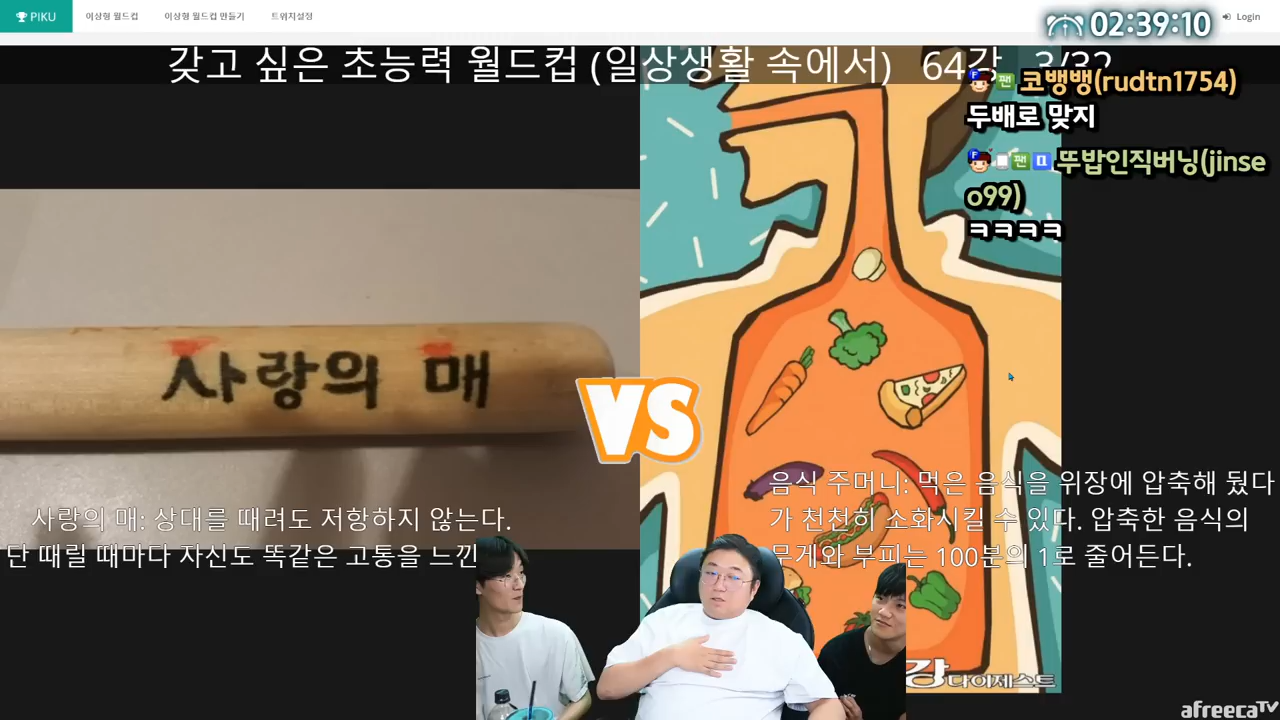 PIKU
이상형 월드컵
이상형 월드컵 만들기
트위치설정
02:39:10
Login
갖고 싶은 초능력 월드컵 (일상생활 속에서) 64강 3/32
팬 코뱅뱅(rudtn1754)
두배로 맞지
팬 뚜밥인직버닝(jinse
o99)
ㅋㅋㅋㅋ
사랑의 매
VS
음식 주머니: 먹은 음식을 위장에 압축해 뒀다
가 천천히 소화시킬 수 있다. 압축한 음식의
무게와 부피는 100분의 1로 줄어든다.
사랑의 매: 상대를 때려도 저항하지 않는다.
단 때릴 때마다 자신도 똑같은 고통을 느낀
강 다이제스트
afreecaTV